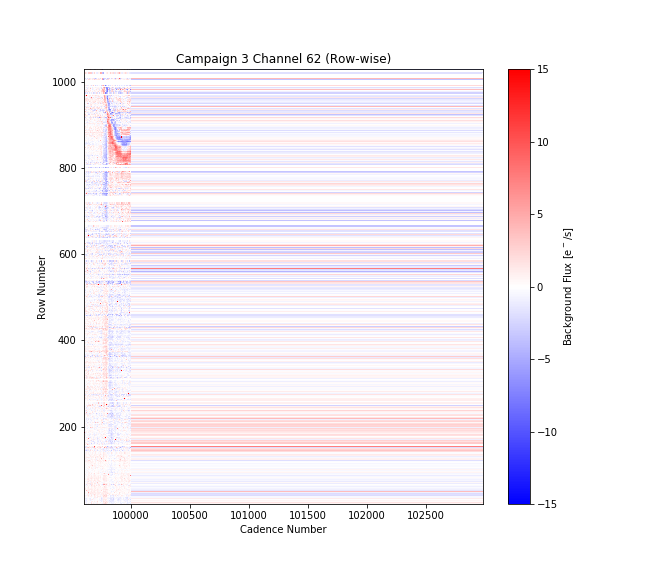 Campaign 3 Channel 62 (Row-wise)
1000
800
600
400
200
Row Number
100000 100500 101000 101500 102000 102500
Cadence Number
15
10
5
0
−5
−10
−15
Background Flux [e⁻/s]